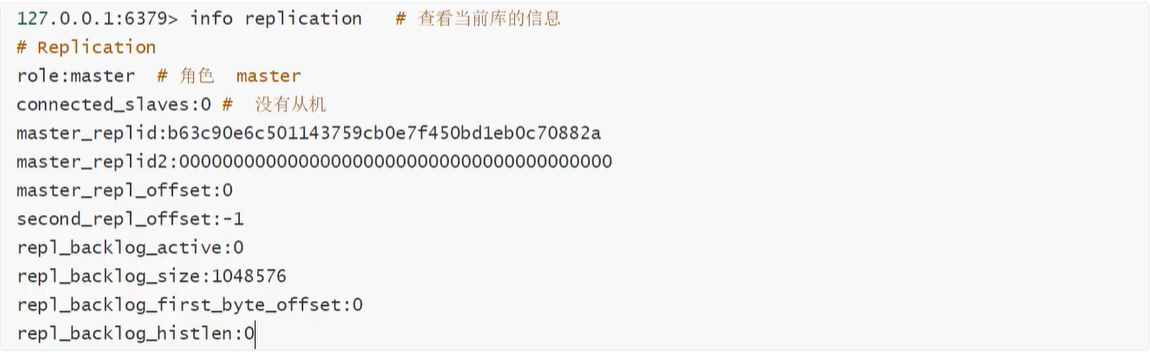 127.0.0.1:6379> info replication   # 查看当前库的信息
# Replication
role:master  # 角色  master
connected_slaves:0 #  没有从机
master_replid:b63c90e6c501143759cb0e7f450bd1eb0c70882a
master_replid2:0000000000000000000000000000000000000000
master_repl_offset:0
second_repl_offset:-1
repl_backlog_active:0
repl_backlog_size:1048576
repl_backlog_first_byte_offset:0
repl_backlog_histlen:0